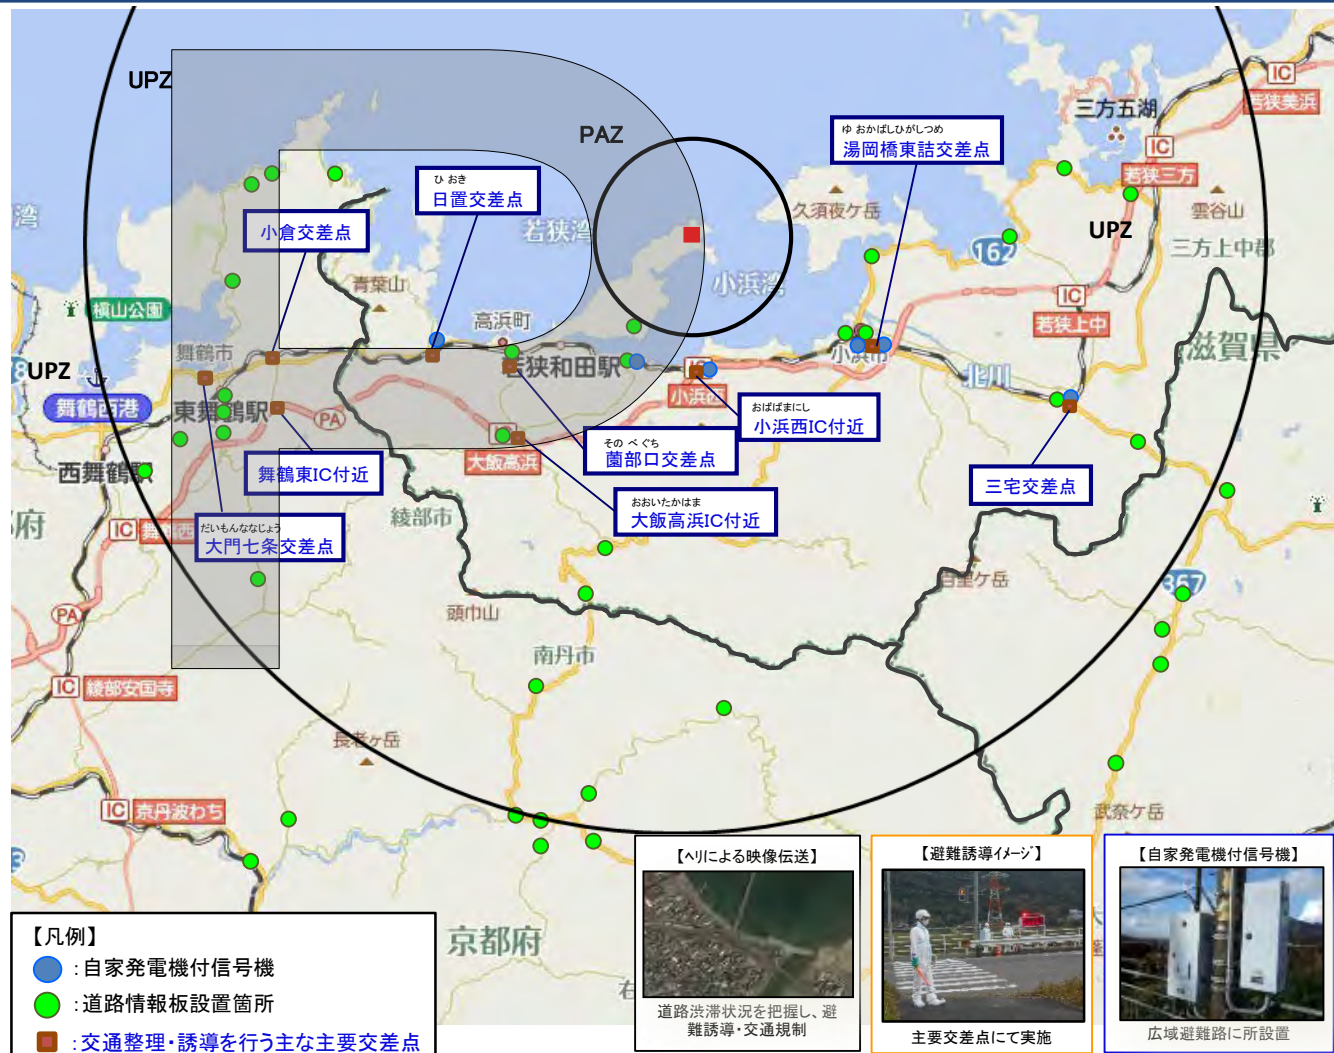 UPZ
PAZ
ゆ おかばしひがしつめ
湯岡橋東詰交差点
三方五湖
IC
若狭美浜
IC
若狭三方
雲谷山
UPZ
三方上中郡
ひ おき
日置交差点
久須夜ケ岳
小倉交差点
若狭湾
162
青葉山
小浜湾
横山公園
高浜町
IC
若狭上中
滋賀県
舞鶴市
UPZ
若狭和田駅
小浜市
北川
舞鶴西港
東舞鶴駅
PA
IC
小浜西
おばばまにし
小浜西IC付近
その べ ぐち
薗部口交差点
西舞鶴駅
舞鶴東IC付近
IC
大飯高浜
三宅交差点
おおいたかはま
大飯高浜IC付近
綾部市
府
IC
だいもんななじょう
大門七条交差点
百里ケ岳
367
頭巾山
PA
南丹市
IC
綾部安国寺
長老ヶ岳
IC
京丹波わち
武奈ケ岳
京都府
【ヘリによる映像伝送】
道路渋滞状況を把握し、避
難誘導・交通規制
【避難誘導イメージ】
主要交差点にて実施
【自家発電機付信号機】
広域避難路に所設置
【凡例】
:自家発電機付信号機
:道路情報板設置箇所
:交通整理・誘導を行う主な主要交差点